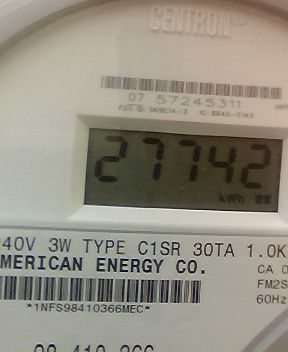 CENTRON
07 57245311
27742
kWh
40V 3W TYPE C1SR 30TA 1.0K
MERICAN ENERGY CO.
CA 0
FM2S
60Hz
*1NFS98410366MEC*